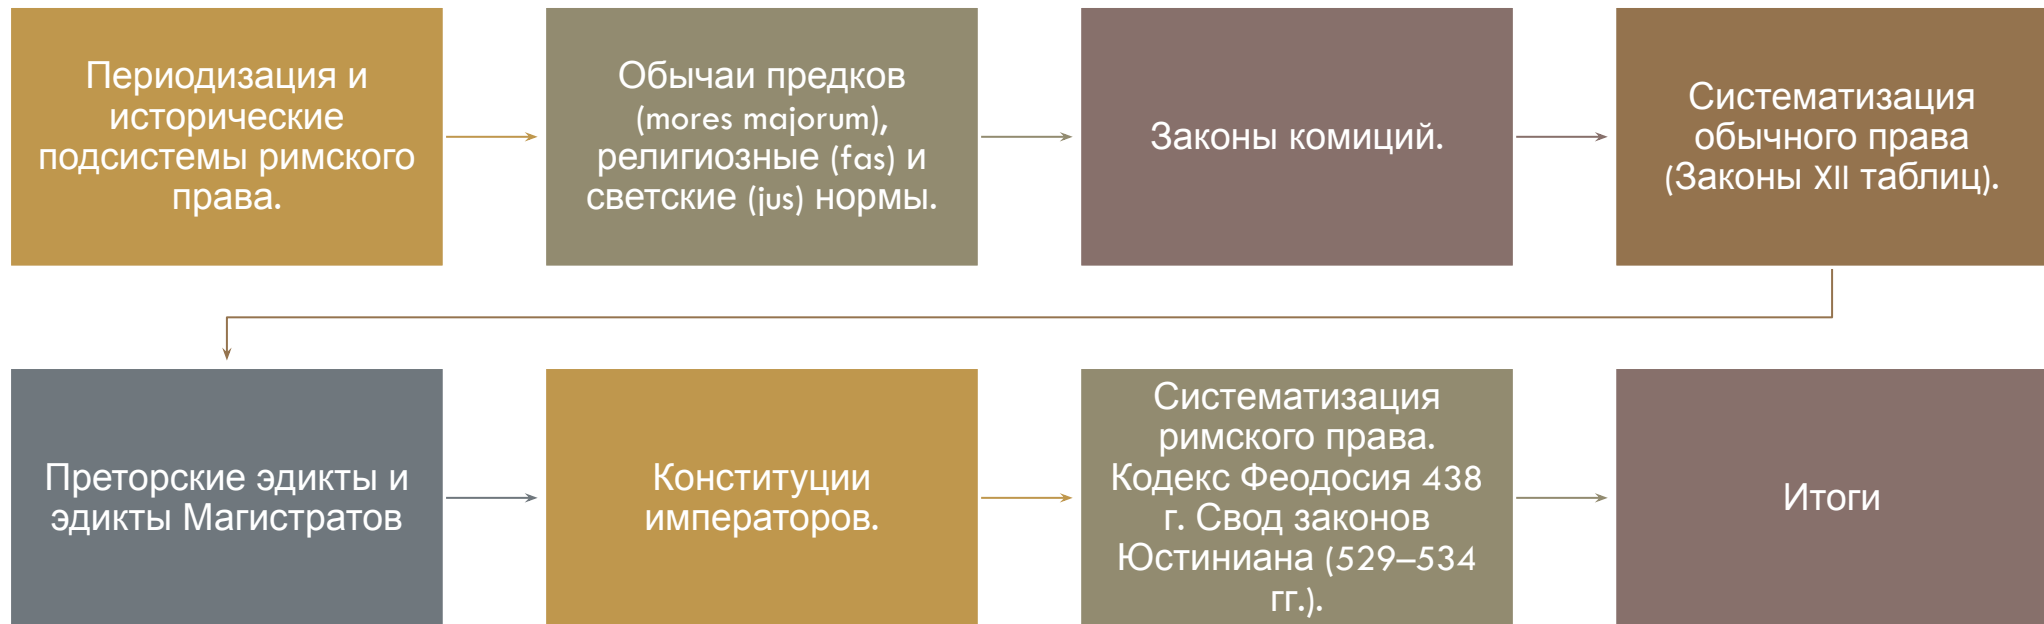 Периодизация и
исторические
подсистемы римского
права.
Обычаи предков
(mores majorum),
религиозные (fas) и
светские (jus) нормы.
Законы комиций.
Систематизация
обычного права
(Законы XII таблиц).
Преторские эдикты и
эдикты Магистратов
Конституции
императоров.
Систематизация
римского права.
Кодекс Феодосия 438
г. Свод законов
Юстиниана (529–534
гг.).
Итоги